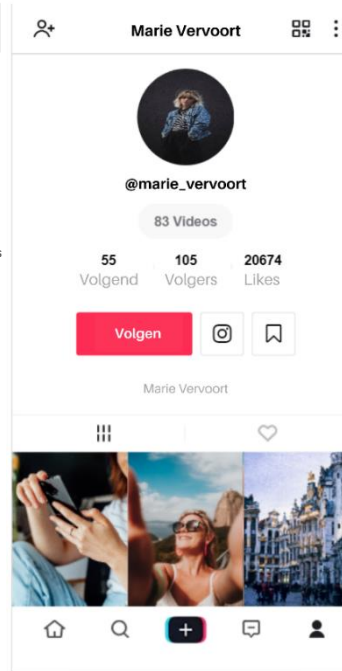 Marie Vervoort
@marie_vervoort
83 Videos
55 105 20674
Volgend Volgers Likes
Volgen
Marie Vervoort